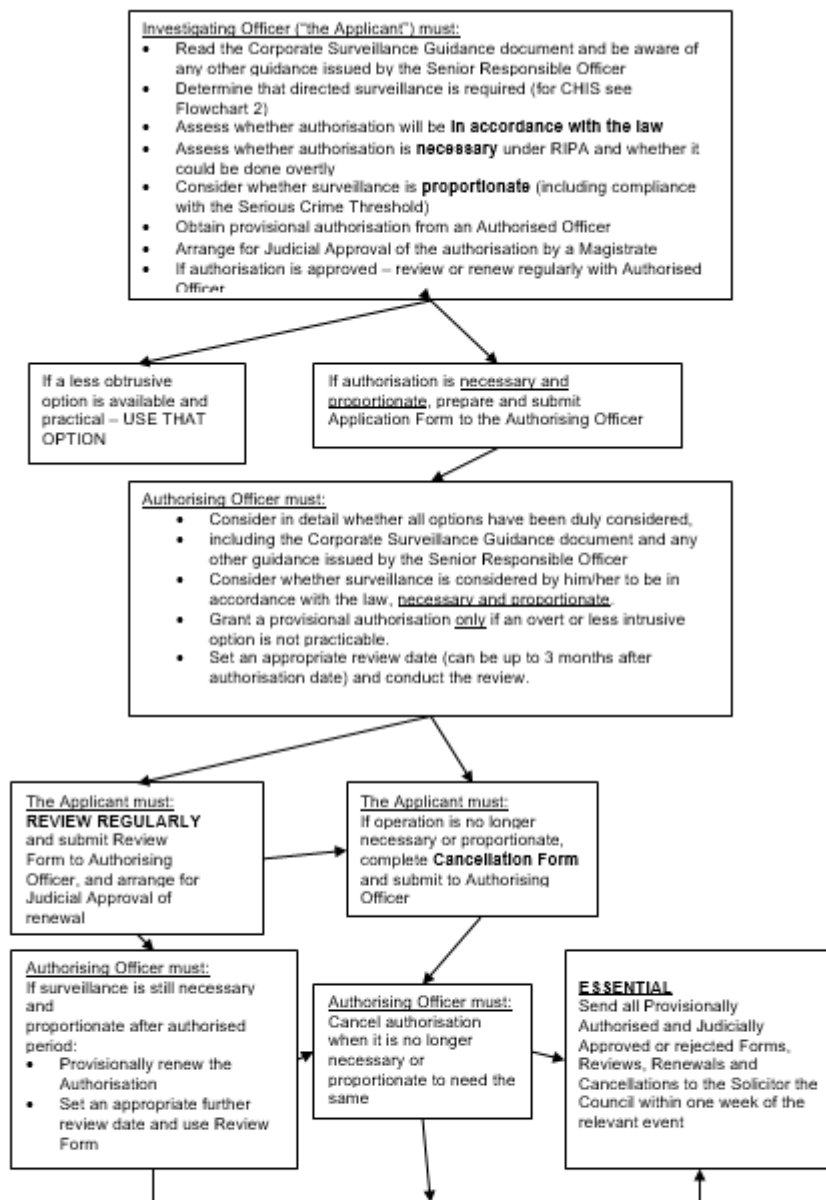 Investigating Officer ("the Applicant") must:
• Read the Corporate Surveillance Guidance document and be aware of
any other guidance issued by the Senior Responsible Officer
• Determine that directed surveillance is required (for CHIS see
Flowchart 2)
• Assess whether authorisation will be in accordance with the law
• Assess whether authorisation is necessary under RIPA and whether it
could be done overtly
• Consider whether surveillance is proportionate (including compliance
with the Serious Crime Threshold)
• Obtain provisional authorisation from an Authorised Officer
• Arrange for Judicial Approval of the authorisation by a Magistrate
• If authorisation is approved – review or renew regularly with Authorised
Officer
If a less obtrusive
option is available and
practical – USE THAT
OPTION
If authorisation is necessary and
proportionate, prepare and submit
Application Form to the Authorising Officer
Authorising Officer must:
• Consider in detail whether all options have been duly considered,
• including the Corporate Surveillance Guidance document and any
other guidance issued by the Senior Responsible Officer
• Consider whether surveillance is considered by him/her to be in
accordance with the law, necessary and proportionate.
• Grant a provisional authorisation only if an overt or less intrusive
option is not practicable.
• Set an appropriate review date (can be up to 3 months after
authorisation date) and conduct the review.
The Applicant must:
REVIEW REGULARLY
and submit Review
Form to Authorising
Officer, and arrange for
Judicial Approval of
renewal
The Applicant must:
If operation is no longer
necessary or proportionate,
complete Cancellation Form
and submit to Authorising
Officer
Authorising Officer must:
If surveillance is still necessary
and
proportionate after authorised
period:
• Provisionally renew the
Authorisation
• Set an appropriate further
review date and use Review
Form
Authorising Officer must:
Cancel authorisation
when it is no longer
necessary or
proportionate to need the
same
ESSENTIAL
Send all Provisionally
Authorised and Judicially
Approved or rejected Forms,
Reviews, Renewals and
Cancellations to the Solicitor the
Council within one week of the
relevant event